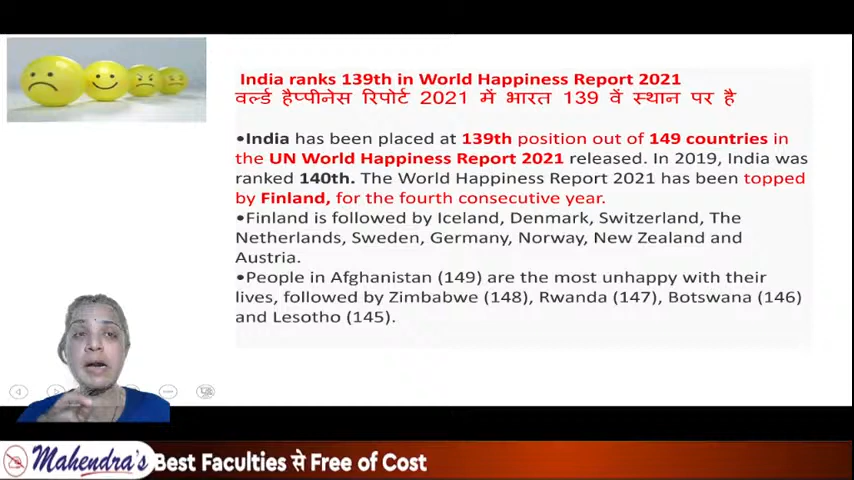 India ranks 139th in World Happiness Report 2021
वर्ल्ड हैप्पीनेस रिपोर्ट 2021 में भारत 139 वें स्थान पर है
•India has been placed at 139th position out of 149 countries in
the UN World Happiness Report 2021 released. In 2019, India was
ranked 140th. The World Happiness Report 2021 has been topped
by Finland, for the fourth consecutive year.
•Finland is followed by Iceland, Denmark, Switzerland, The
Netherlands, Sweden, Germany, Norway, New Zealand and
Austria.
•People in Afghanistan (149) are the most unhappy with their
lives, followed by Zimbabwe (148), Rwanda (147), Botswana (146)
and Lesotho (145).
Mahendra's Best Faculties से Free of Cost